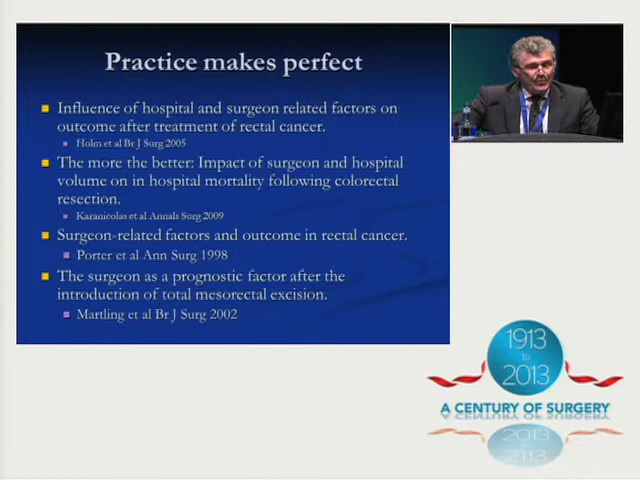 Practice makes perfect
Influence of hospital and surgeon related factors on
outcome after treatment of rectal cancer.
Holm et al Br J Surg 2005
The more the better: Impact of surgeon and hospital
volume on in hospital mortality following colorectal
resection.
Karanicolas et al Annals Surg 2009
Surgeon-related factors and outcome in rectal cancer.
Porter et al Ann Surg 1998
The surgeon as a prognostic factor after the
introduction of total mesorectal excision.
Martling et al Br J Surg 2002
1913
to
2013
A CENTURY OF SURGERY